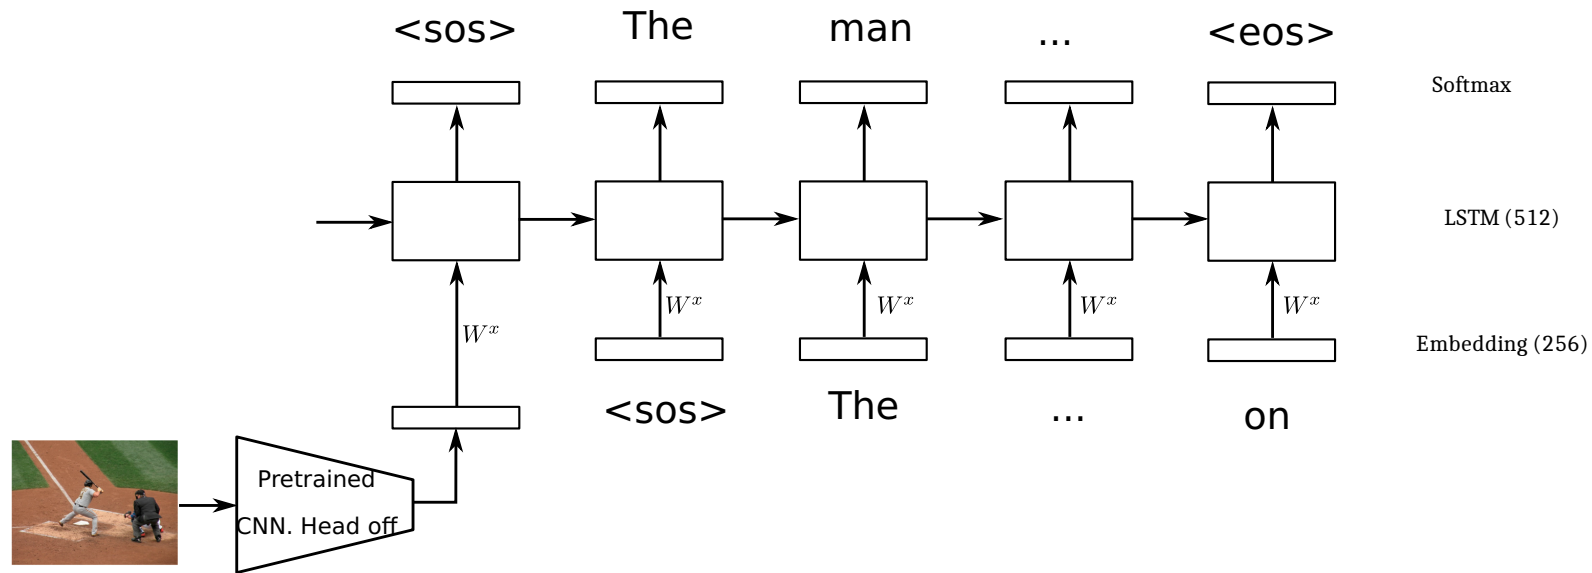 <sos> The man ... <eos>
Softmax
LSTM (512)
W^x W^x W^x W^x
W^x
Embedding (256)
<sos> The ... on
Pretrained
CNN. Head off